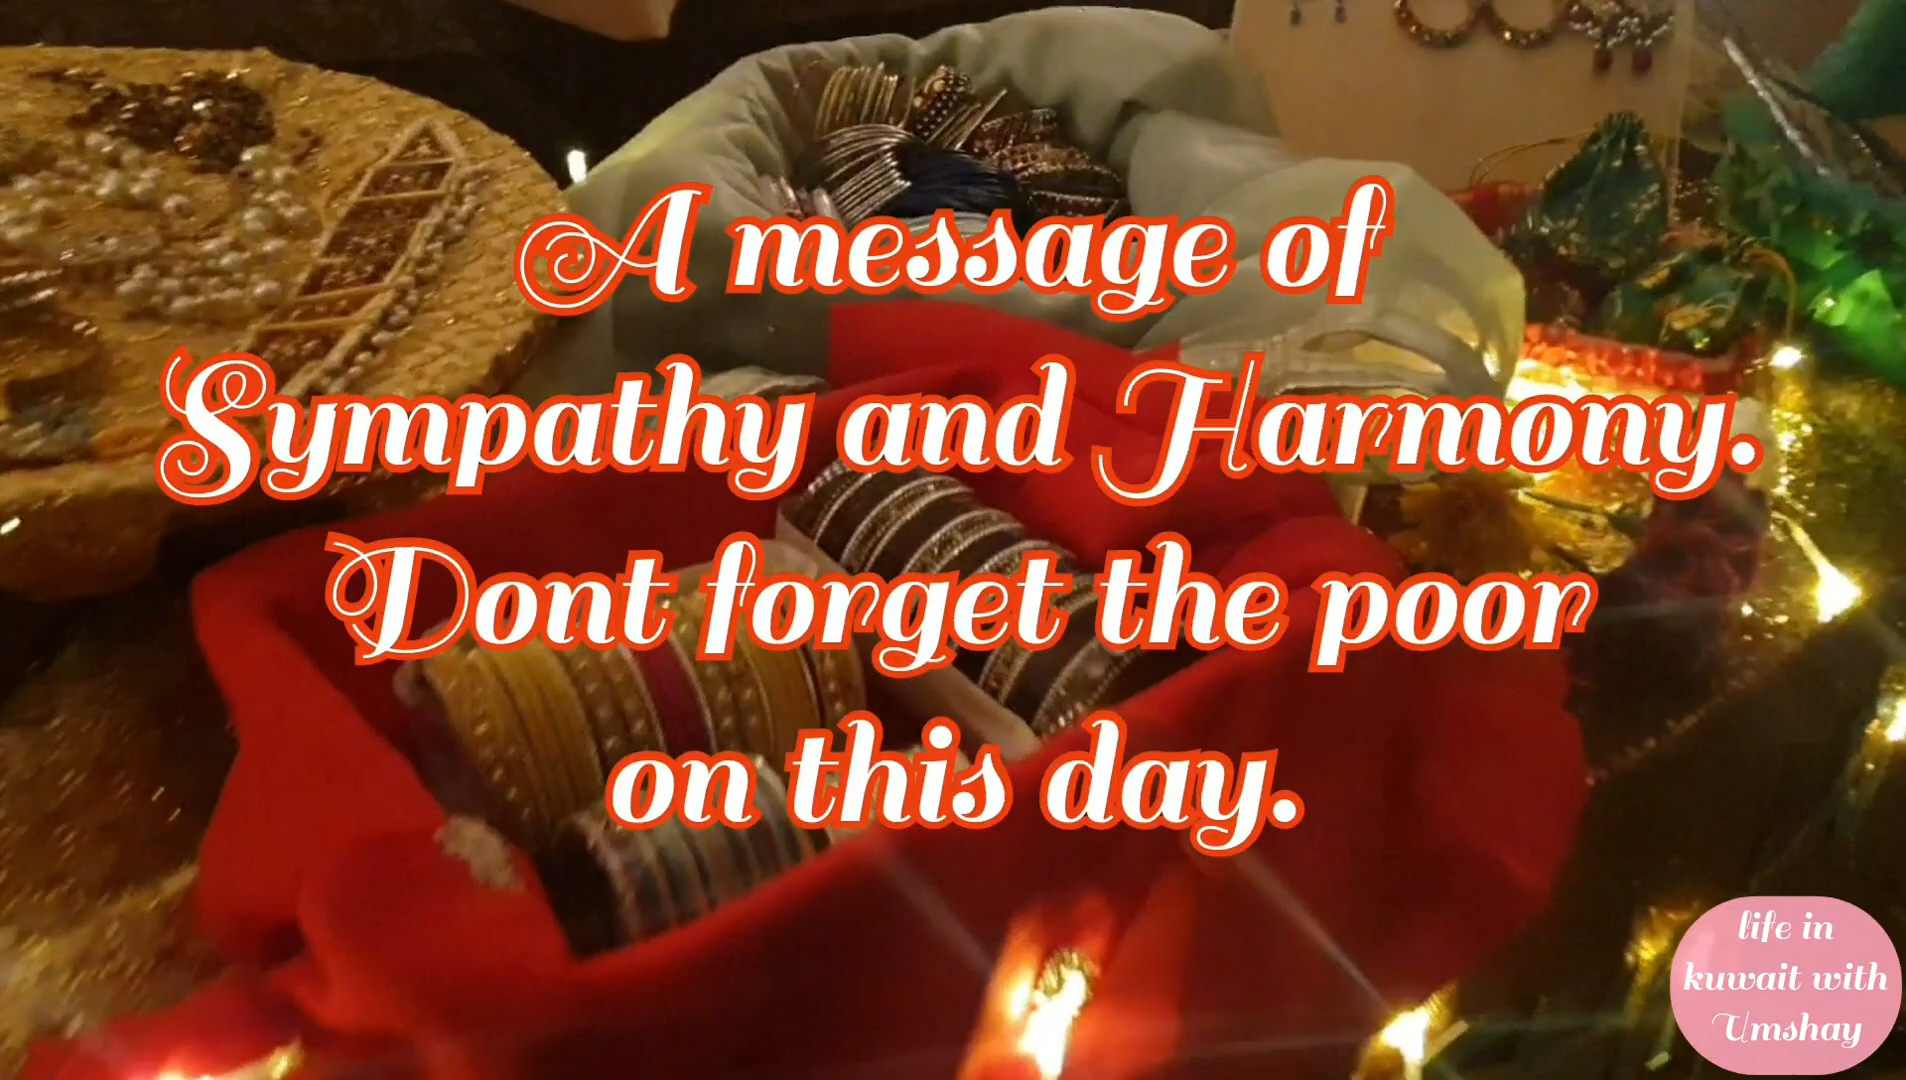 A message of
Sympathy and Harmony.
Dont forget the poor
on this day.
life in
kuwait with
Umshay